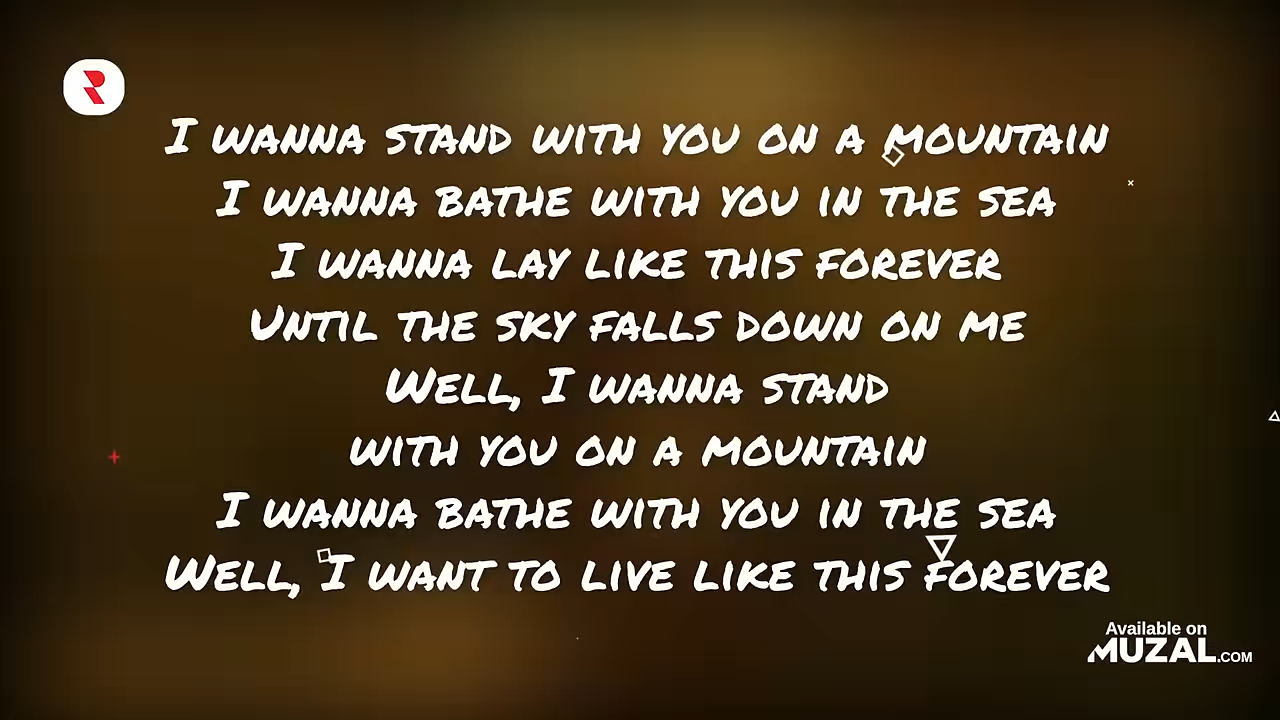 I wanna stand with you on a mountain
I wanna bathe with you in the sea
I wanna lay like this forever
Until the sky falls down on me
Well, I wanna stand
with you on a mountain
I wanna bathe with you in the sea
Well, I want to live like this forever
Available on
MUZAL.COM